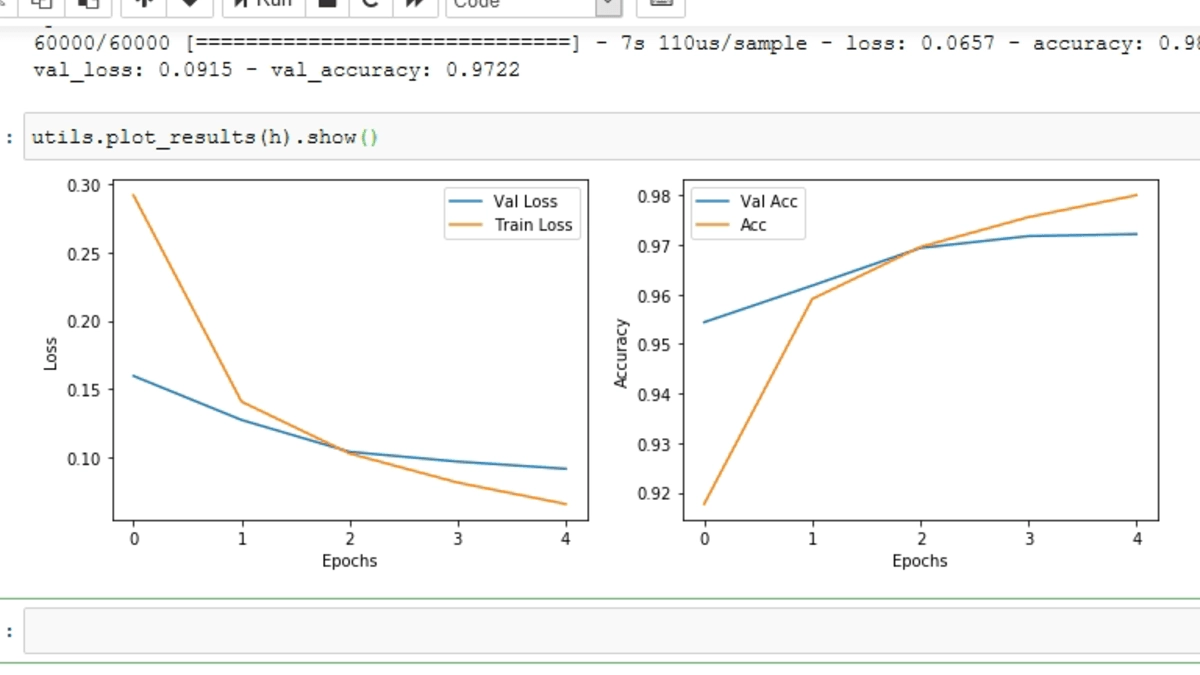 Run
Code
60000/60000 [==============================] - 7s 110us/sample - loss: 0.0657 - accuracy: 0.98
val_loss: 0.0915 - val_accuracy: 0.9722
: utils.plot_results(h).show()
0.30
0.25
0.20
0.15
0.10
Loss
Val Loss
Train Loss
0 1 2 3 4
Epochs
0.98
0.97
0.96
0.95
0.94
0.93
0.92
Accuracy
Val Acc
Acc
0 1 2 3 4
Epochs
: